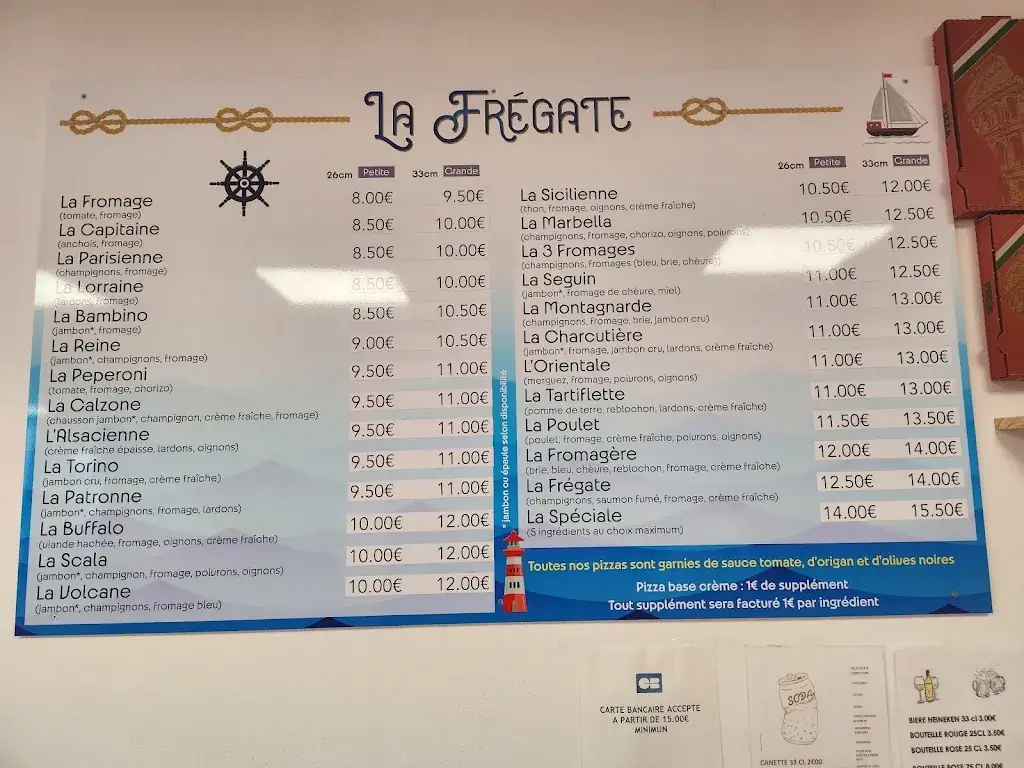 La Frégate
26cm Petite 33cm Grande
La Fromage 8.00€ 9.50€
(tomate, fromage)
La Capitaine 8.50€ 10.00€
(anchois, fromage)
La Parisienne 8.50€ 10.00€
(champignons, fromage)
La Lorraine 8.50€ 10.00€
(lardons, fromage)
La Bambino 8.50€ 10.50€
(jambon*, fromage)
La Reine 9.00€ 10.50€
(jambon*, champignons, fromage)
La Peperoni 9.50€ 11.00€
(tomate, fromage, chorizo)
La Calzone 9.50€ 11.00€
(chausson jambon*, champignon, crème fraîche, fromage)
L'Alsacienne 9.50€ 11.00€
(crème fraîche épaisse, lardons, oignons)
La Torino 9.50€ 11.00€
(jambon cru, fromage, crème fraîche)
La Patronne 9.50€ 11.00€
(jambon*, champignons, fromage, lardons)
La Buffalo 10.00€ 12.00€
(viande hachée, fromage, oignons, crème fraîche)
La Scala 10.00€ 12.00€
(jambon*, champignon, fromage, poivrons, oignons)
La Volcane 10.00€ 12.00€
(jambon*, champignons, fromage bleu)
* jambon ou épaule selon disponibilité
26cm Petite 33cm Grande
La Sicilienne 10.50€ 12.00€
(thon, fromage, oignons, crème fraîche)
La Marbella 10.50€ 12.50€
(champignons, fromage, chorizo, oignons, poivrons)
La 3 Fromages 10.50€ 12.50€
(champignons, fromages (bleu, brie, chèvre))
La Seguin 11.00€ 12.50€
(jambon*, fromage de chèvre, miel)
La Montagnarde 11.00€ 13.00€
(champignons, fromage, brie, jambon cru)
La Charcutière 11.00€ 13.00€
(jambon*, fromage, jambon cru, lardons, crème fraîche)
L'Orientale 11.00€ 13.00€
(merguez, fromage, poivrons, oignons)
La Tartiflette 11.00€ 13.00€
(pomme de terre, reblochon, lardons, crème fraîche)
La Poulet 11.50€ 13.50€
(poulet, fromage, crème fraîche, poivrons, oignons)
La Fromagère 12.00€ 14.00€
(brie, bleu, chèvre, reblochon, fromage, crème fraîche)
La Frégate 12.50€ 14.00€
(champignons, saumon fumé, fromage, crème fraîche)
La Spéciale 14.00€ 15.50€
(5 ingrédients au choix maximum)
Toutes nos pizzas sont garnies de sauce tomate, d'origan et d'olives noires
Pizza base crème : 1€ de supplément
Tout supplément sera facturé 1€ par ingrédient
CB
CARTE BANCAIRE ACCEPTE
A PARTIR DE 15.00€
MINIMUN
SODA
CANETTE 33 CL 2€00
BIERE HEINEKEN 33 cl 3.00€
BOUTEILLE ROUGE 25CL 3.50€
BOUTEILLE ROSE 25 CL 3.50€
BOUTEILLE ROSE 75 CL 8.00€